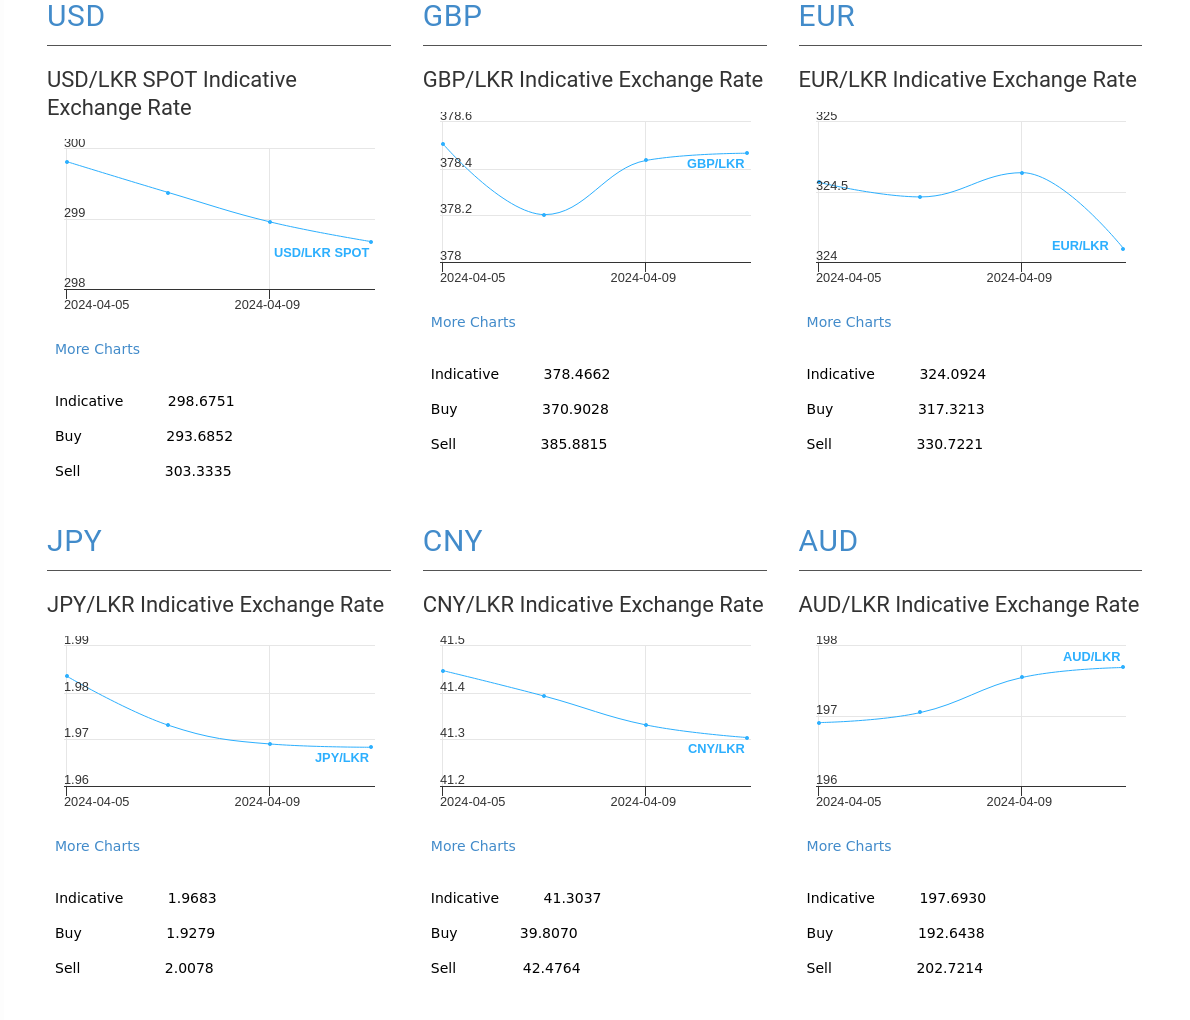 USD
USD/LKR SPOT Indicative
Exchange Rate
300
299
USD/LKR SPOT
298
2024-04-05 2024-04-09
More Charts
Indicative 298.6751
Buy 293.6852
Sell 303.3335
GBP
GBP/LKR Indicative Exchange Rate
378.6
378.4
GBP/LKR
378.2
378
2024-04-05 2024-04-09
More Charts
Indicative 378.4662
Buy 370.9028
Sell 385.8815
EUR
EUR/LKR Indicative Exchange Rate
325
324.5
EUR/LKR
324
2024-04-05 2024-04-09
More Charts
Indicative 324.0924
Buy 317.3213
Sell 330.7221
JPY
JPY/LKR Indicative Exchange Rate
1.99
1.98
1.97
JPY/LKR
1.96
2024-04-05 2024-04-09
More Charts
Indicative 1.9683
Buy 1.9279
Sell 2.0078
CNY
CNY/LKR Indicative Exchange Rate
41.5
41.4
41.3
CNY/LKR
41.2
2024-04-05 2024-04-09
More Charts
Indicative 41.3037
Buy 39.8070
Sell 42.4764
AUD
AUD/LKR Indicative Exchange Rate
198
AUD/LKR
197
196
2024-04-05 2024-04-09
More Charts
Indicative 197.6930
Buy 192.6438
Sell 202.7214